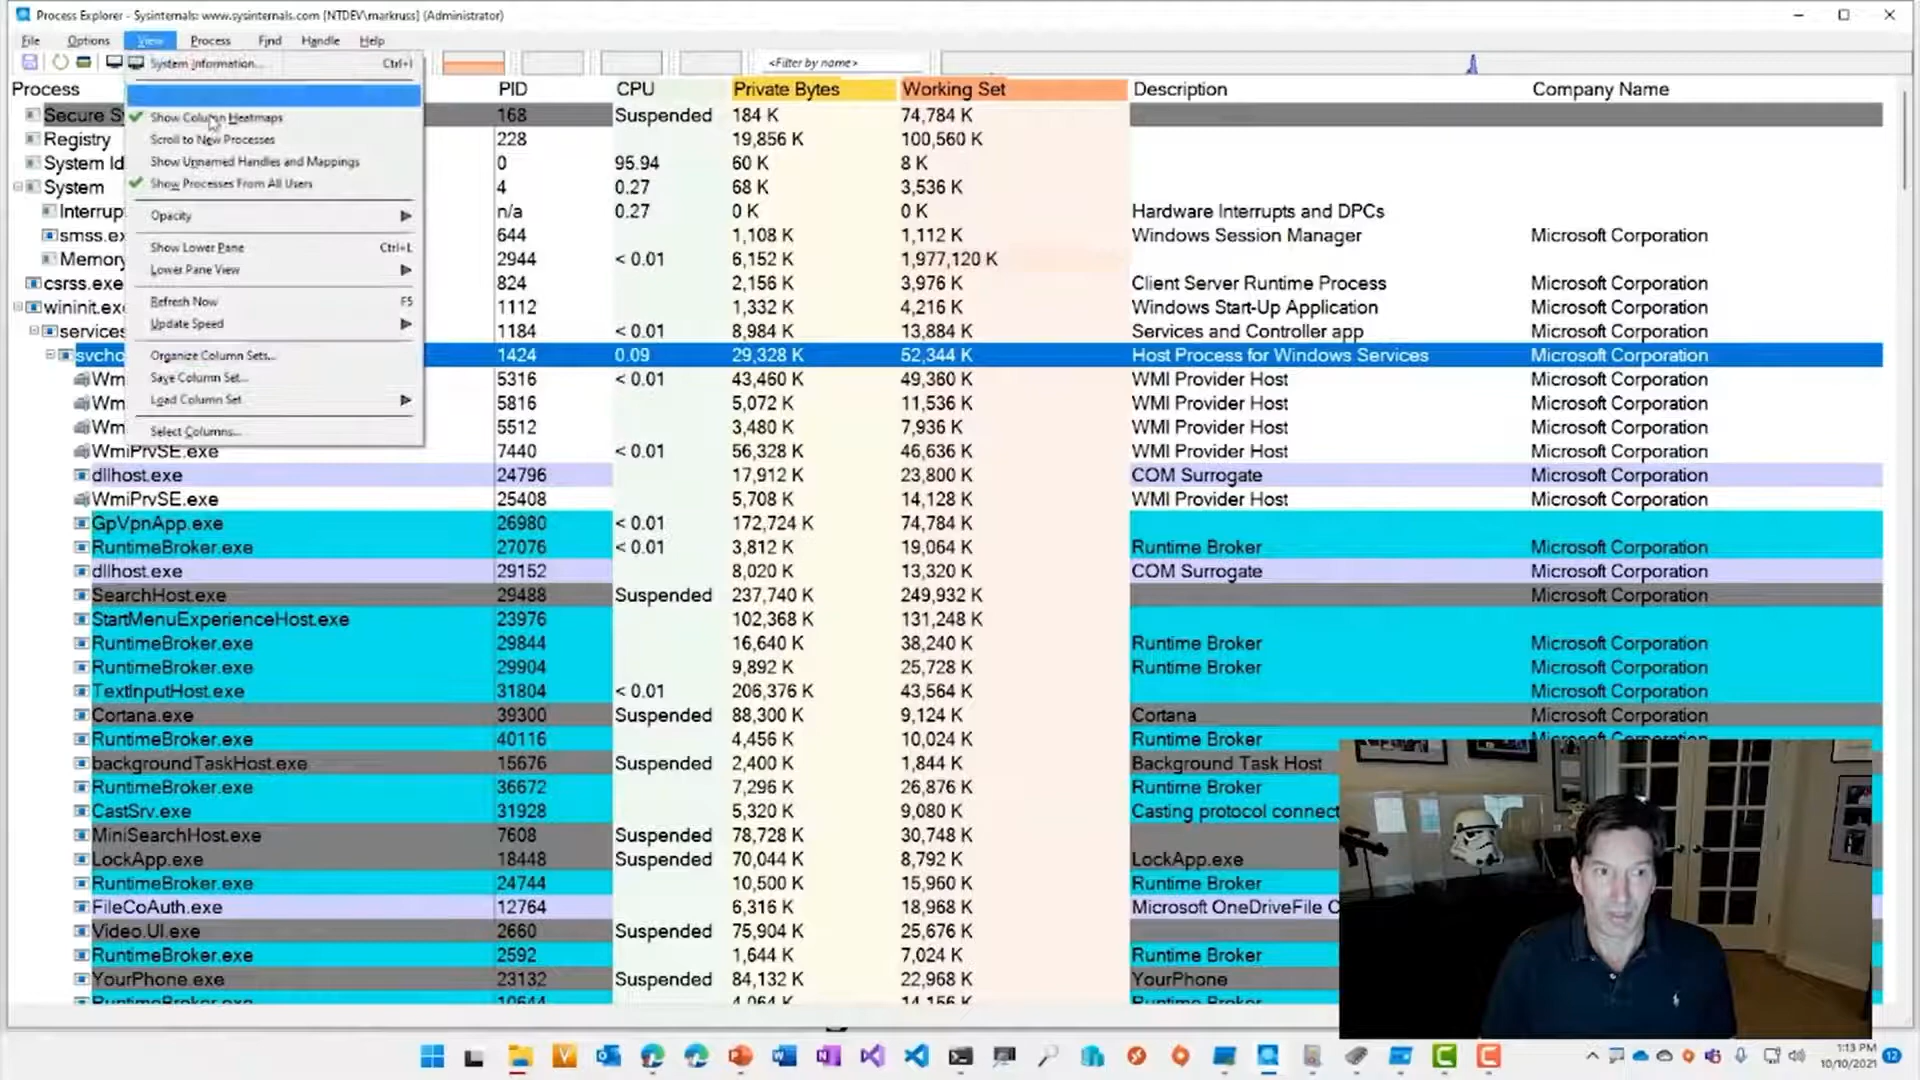 Process Explorer - Sysinternals: www.sysinternals.com [NTDEV\markruss] (Administrator)
File Options View Process Find Handle Help
System Information... Ctrl+I
<Filter by name>
Process PID CPU Private Bytes Working Set Description Company Name
Show Column Heatmaps
Scroll to New Processes
Show Unnamed Handles and Mappings
Show Processes From All Users
Opacity
Show Lower Pane Ctrl+L
Lower Pane View
Refresh Now F5
Update Speed
Organize Column Sets...
Save Column Set...
Load Column Set
Select Columns...
Secure Sy 168 Suspended 184 K 74,784 K
Registry 228 19,856 K 100,560 K
System Id 0 95.94 60 K 8 K
System 4 0.27 68 K 3,536 K
Interrup n/a 0.27 0 K 0 K Hardware Interrupts and DPCs
smss.ex 644 1,108 K 1,112 K Windows Session Manager Microsoft Corporation
Memory 2944 < 0.01 6,152 K 1,977,120 K
csrss.exe 824 2,156 K 3,976 K Client Server Runtime Process Microsoft Corporation
wininit.exe 1112 1,332 K 4,216 K Windows Start-Up Application Microsoft Corporation
services 1184 < 0.01 8,984 K 13,884 K Services and Controller app Microsoft Corporation
svcho 1424 0.09 29,328 K 52,344 K Host Process for Windows Services Microsoft Corporation
Wm 5316 < 0.01 43,460 K 49,360 K WMI Provider Host Microsoft Corporation
Wm 5816 5,072 K 11,536 K WMI Provider Host Microsoft Corporation
Wm 5512 3,480 K 7,936 K WMI Provider Host Microsoft Corporation
WmiPrvSE.exe 7440 < 0.01 56,328 K 46,636 K WMI Provider Host Microsoft Corporation
dllhost.exe 24796 17,912 K 23,800 K COM Surrogate Microsoft Corporation
WmiPrvSE.exe 25408 5,708 K 14,128 K WMI Provider Host Microsoft Corporation
GpVpnApp.exe 26980 < 0.01 172,724 K 74,784 K
RuntimeBroker.exe 27076 < 0.01 3,812 K 19,064 K Runtime Broker Microsoft Corporation
dllhost.exe 29152 8,020 K 13,320 K COM Surrogate Microsoft Corporation
SearchHost.exe 29488 Suspended 237,740 K 249,932 K Microsoft Corporation
StartMenuExperienceHost.exe 23976 102,368 K 131,248 K
RuntimeBroker.exe 29844 16,640 K 38,240 K Runtime Broker Microsoft Corporation
RuntimeBroker.exe 29904 9,892 K 25,728 K Runtime Broker Microsoft Corporation
TextInputHost.exe 31804 < 0.01 206,376 K 43,564 K Microsoft Corporation
Cortana.exe 39300 Suspended 88,300 K 9,124 K Cortana Microsoft Corporation
RuntimeBroker.exe 40116 4,456 K 10,024 K Runtime Broker Microsoft Corporation
backgroundTaskHost.exe 15676 Suspended 2,400 K 1,844 K Background Task Host
RuntimeBroker.exe 36672 7,296 K 26,876 K Runtime Broker
CastSrv.exe 31928 5,320 K 9,080 K Casting protocol connect
MiniSearchHost.exe 7608 Suspended 78,728 K 30,748 K
LockApp.exe 18448 Suspended 70,044 K 8,792 K LockApp.exe
RuntimeBroker.exe 24744 10,500 K 15,960 K Runtime Broker
FileCoAuth.exe 12764 6,316 K 18,968 K Microsoft OneDriveFile C
Video.UI.exe 2660 Suspended 75,904 K 25,676 K
RuntimeBroker.exe 2592 1,644 K 7,024 K Runtime Broker
YourPhone.exe 23132 Suspended 84,132 K 22,968 K YourPhone
RuntimeBroker.exe 10644 4,064 K 14,156 K Runtime Broker
1:13 PM
10/10/2021
12